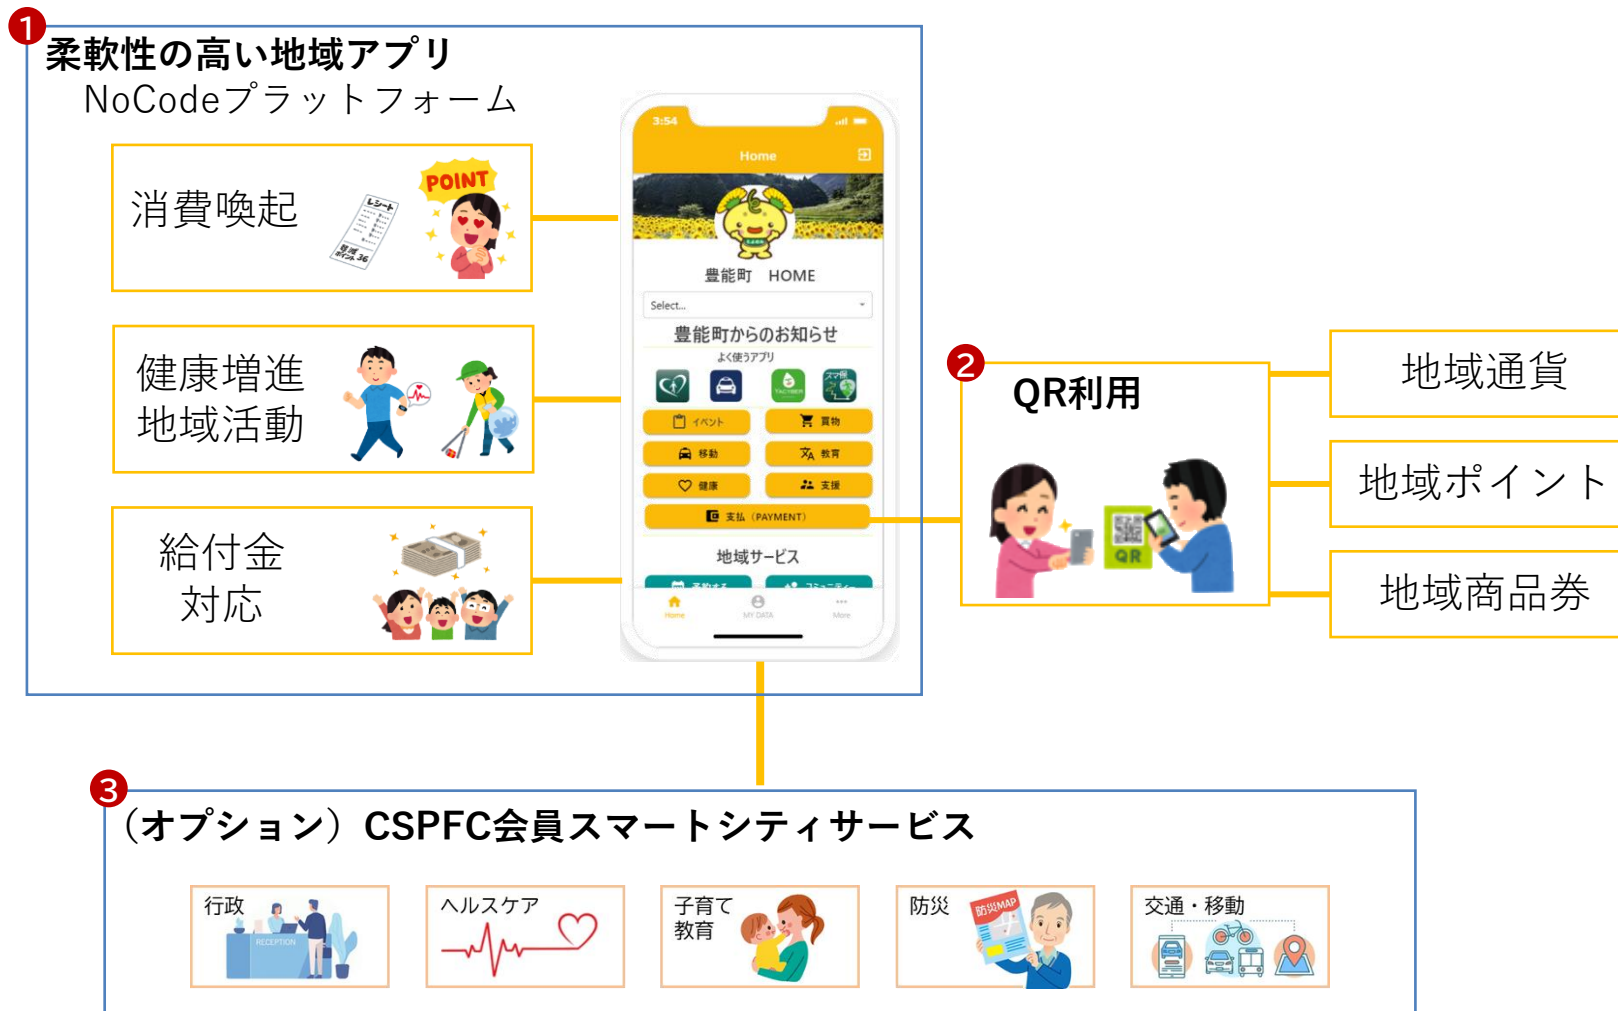 1
柔軟性の高い地域アプリ
NoCodeプラットフォーム
消費喚起
レシート
POINT
36
健康増進
地域活動
給付金
対応
3:54
Home
豊能町 HOME
Select...
豊能町からのお知らせ
よく使うアプリ
イベント
買物
移動
教育
健康
支援
支払（PAYMENT）
地域サービス
Home
MY DATA
More
2
QR利用
QR
地域通貨
地域ポイント
地域商品券
3
（オプション）CSPFC会員スマートシティサービス
行政
RECEPTION
ヘルスケア
子育て
教育
防災
防災MAP
交通・移動